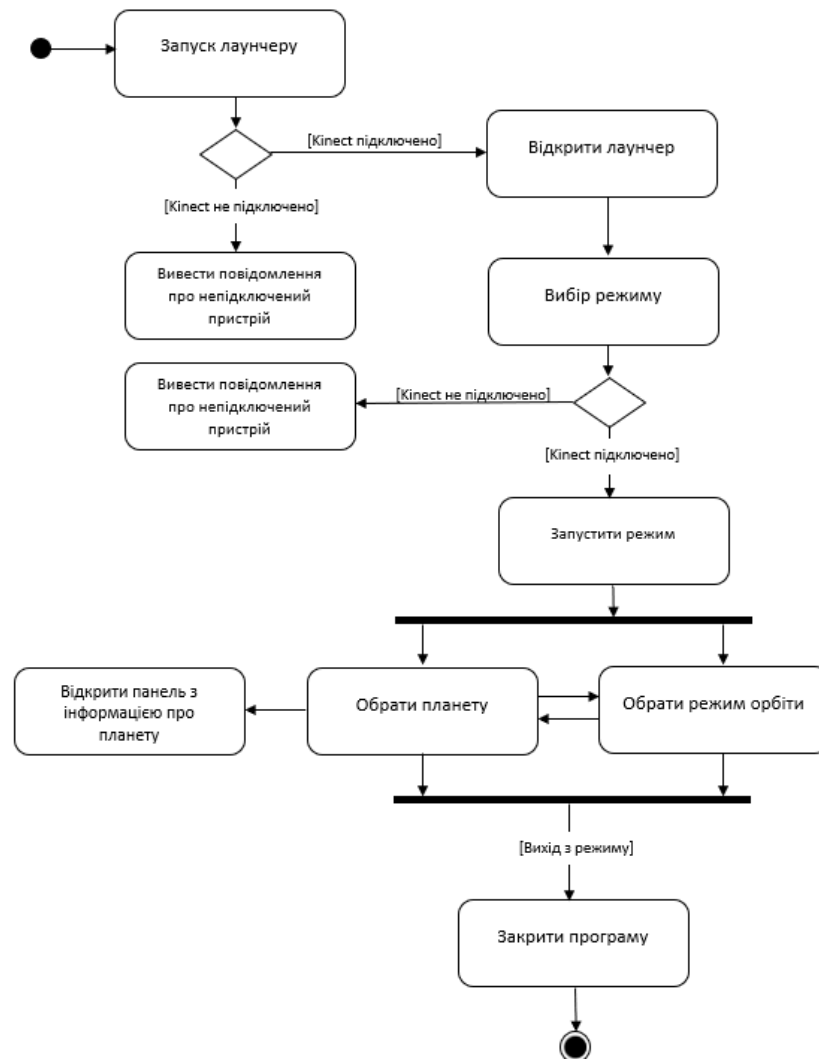 Запуск лаунчеру
[Kinect підключено]
Відкрити лаунчер
[Kinect не підключено]
Вивести повідомлення
про непідключений
пристрій
Вибір режиму
Вивести повідомлення
про непідключений
пристрій
[Kinect не підключено]
[Kinect підключено]
Запустити режим
Відкрити панель з
інформацією про
планету
Обрати планету
Обрати режим орбіти
[Вихід з режиму]
Закрити програму